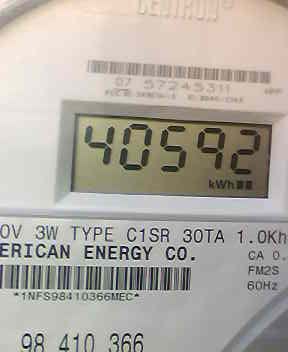 CENTRON®
07 57245311
40592
kWh
0V 3W TYPE C1SR 30TA 1.0Kh
ERICAN ENERGY CO.
CA 0.
FM2S
*1NFS98410366MEC*
60Hz
98 410 366